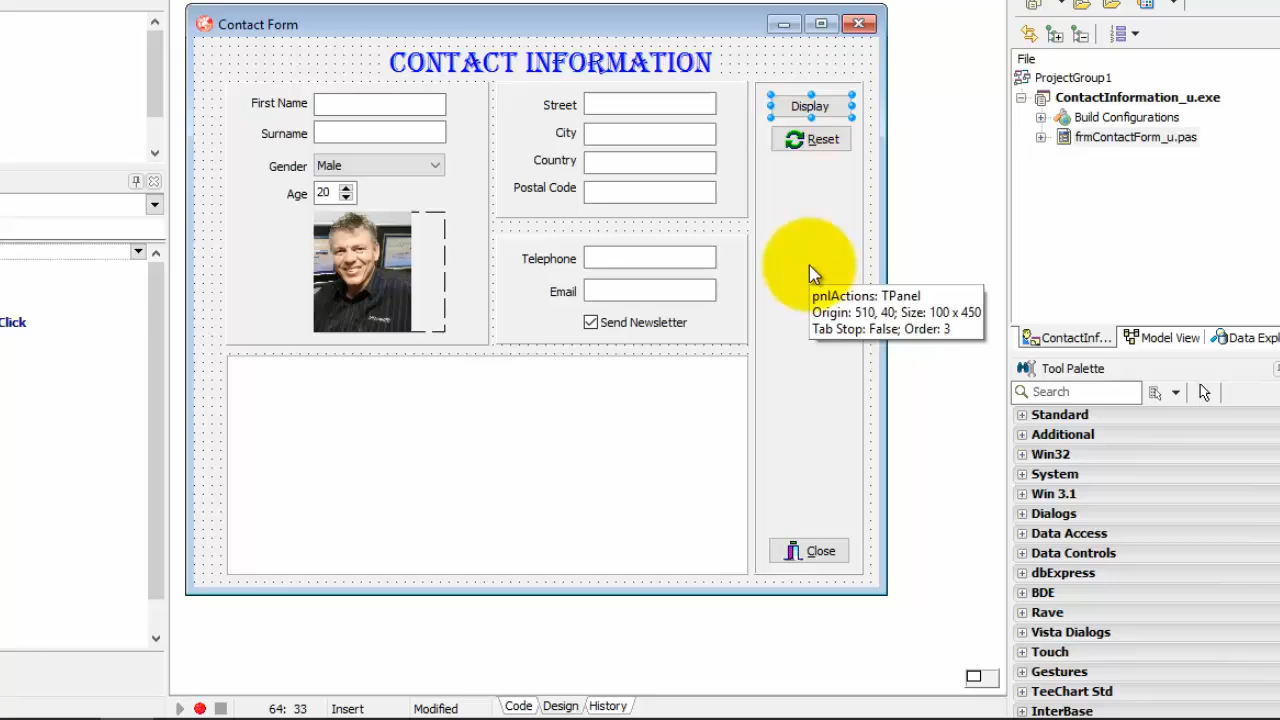 Contact Form
CONTACT INFORMATION
First Name
Surname
Gender
Male
Age
20
Street
City
Country
Postal Code
Telephone
Email
Send Newsletter
Display
Reset
pnlActions: TPanel
Origin: 510, 40; Size: 100 x 450
Tab Stop: False; Order: 3
Close
Click
64: 33
Insert
Modified
Code
Design
History
File
ProjectGroup1
ContactInformation_u.exe
Build Configurations
frmContactForm_u.pas
ContactInf...
Model View
Data Expl
Tool Palette
Search
Standard
Additional
Win32
System
Win 3.1
Dialogs
Data Access
Data Controls
dbExpress
BDE
Rave
Vista Dialogs
Touch
Gestures
TeeChart Std
InterBase